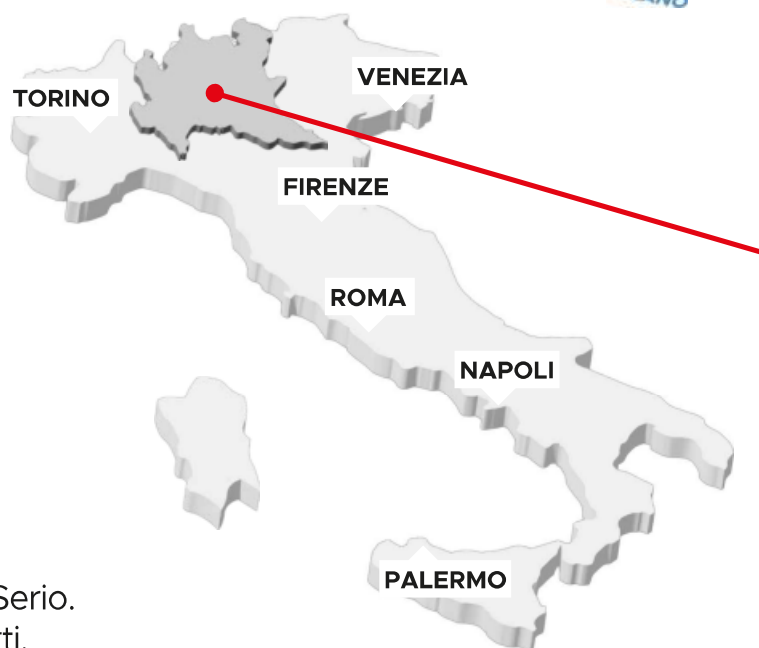 VENEZIA
TORINO
FIRENZE
ROMA
NAPOLI
PALERMO
Serio.